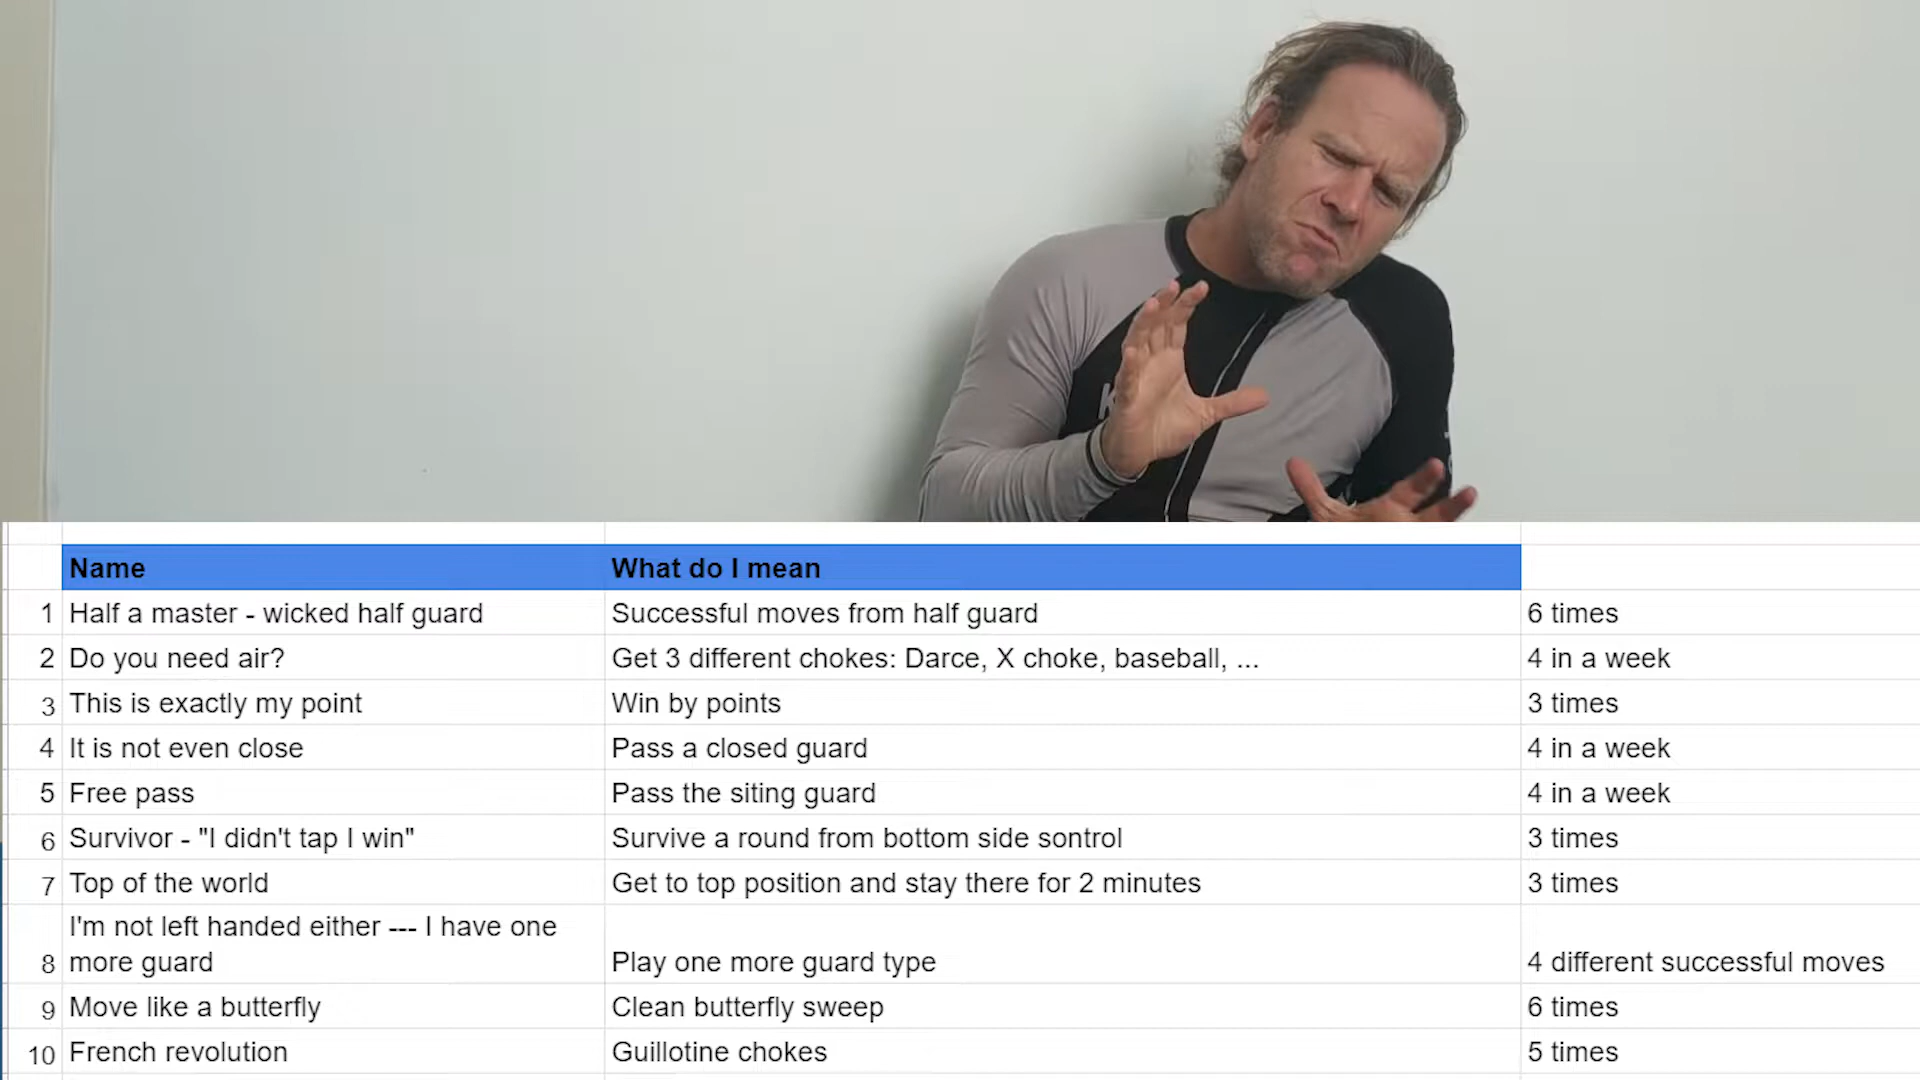 Name What do I mean
1 Half a master - wicked half guard Successful moves from half guard 6 times
2 Do you need air? Get 3 different chokes: Darce, X choke, baseball, ... 4 in a week
3 This is exactly my point Win by points 3 times
4 It is not even close Pass a closed guard 4 in a week
5 Free pass Pass the siting guard 4 in a week
6 Survivor - "I didn't tap I win" Survive a round from bottom side sontrol 3 times
7 Top of the world Get to top position and stay there for 2 minutes 3 times
I'm not left handed either --- I have one
8 more guard Play one more guard type 4 different successful moves
9 Move like a butterfly Clean butterfly sweep 6 times
10 French revolution Guillotine chokes 5 times